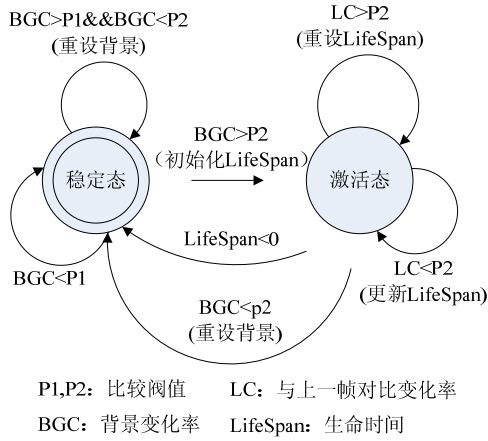 BGC>P1&&BGC<P2
(重设背景)
LC>P2
(重设LifeSpan)
BGC>P2
（初始化LifeSpan）
稳定态
激活态
LifeSpan<0
BGC<P1
LC<P2
(更新LifeSpan)
BGC<p2
(重设背景)
P1,P2：比较阀值
LC：与上一帧对比变化率
BGC：背景变化率
LifeSpan：生命时间